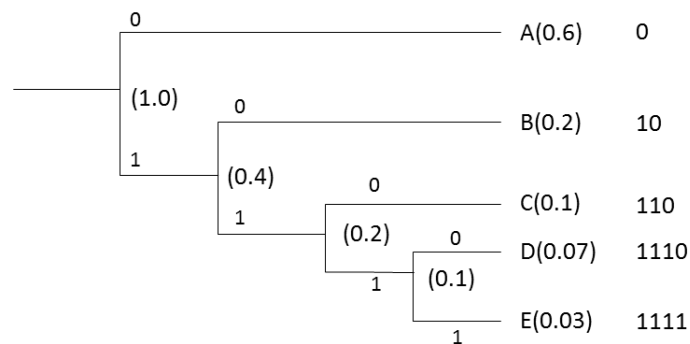 0
A(0.6) 0
(1.0)
0
B(0.2) 10
1
(0.4)
0
C(0.1) 110
1
(0.2)
0
D(0.07) 1110
1
(0.1)
E(0.03) 1111
1